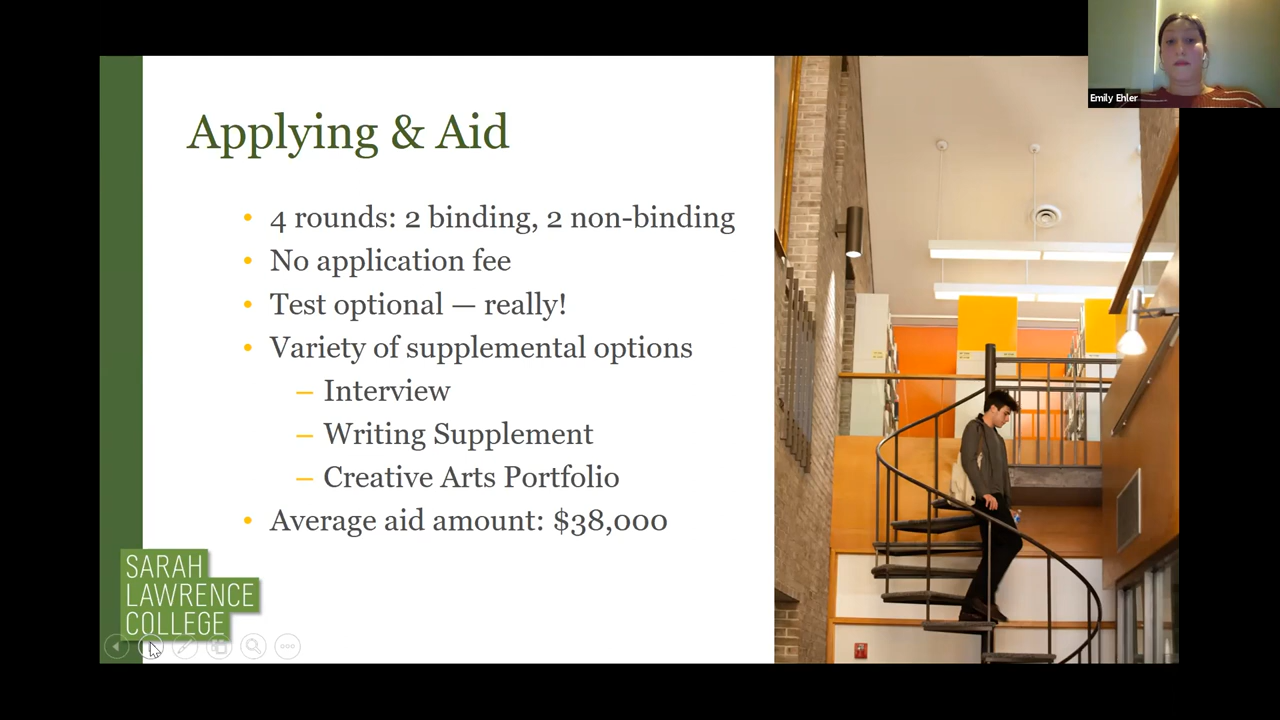 Emily Ehler
Applying & Aid
• 4 rounds: 2 binding, 2 non-binding
• No application fee
• Test optional — really!
• Variety of supplemental options
– Interview
– Writing Supplement
– Creative Arts Portfolio
• Average aid amount: $38,000
SARAH
LAWRENCE
COLLEGE